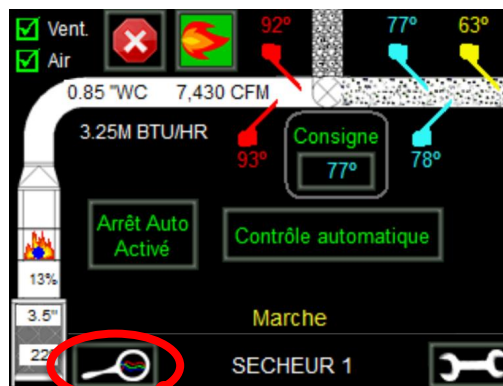 Vent.
Air
92º
77º
63º
0.85 "WC
7,430 CFM
3.25M BTU/HR
93º
Consigne
77º
78º
Arrêt Auto
Activé
Contrôle automatique
13%
3.5"
Marche
SECHEUR 1